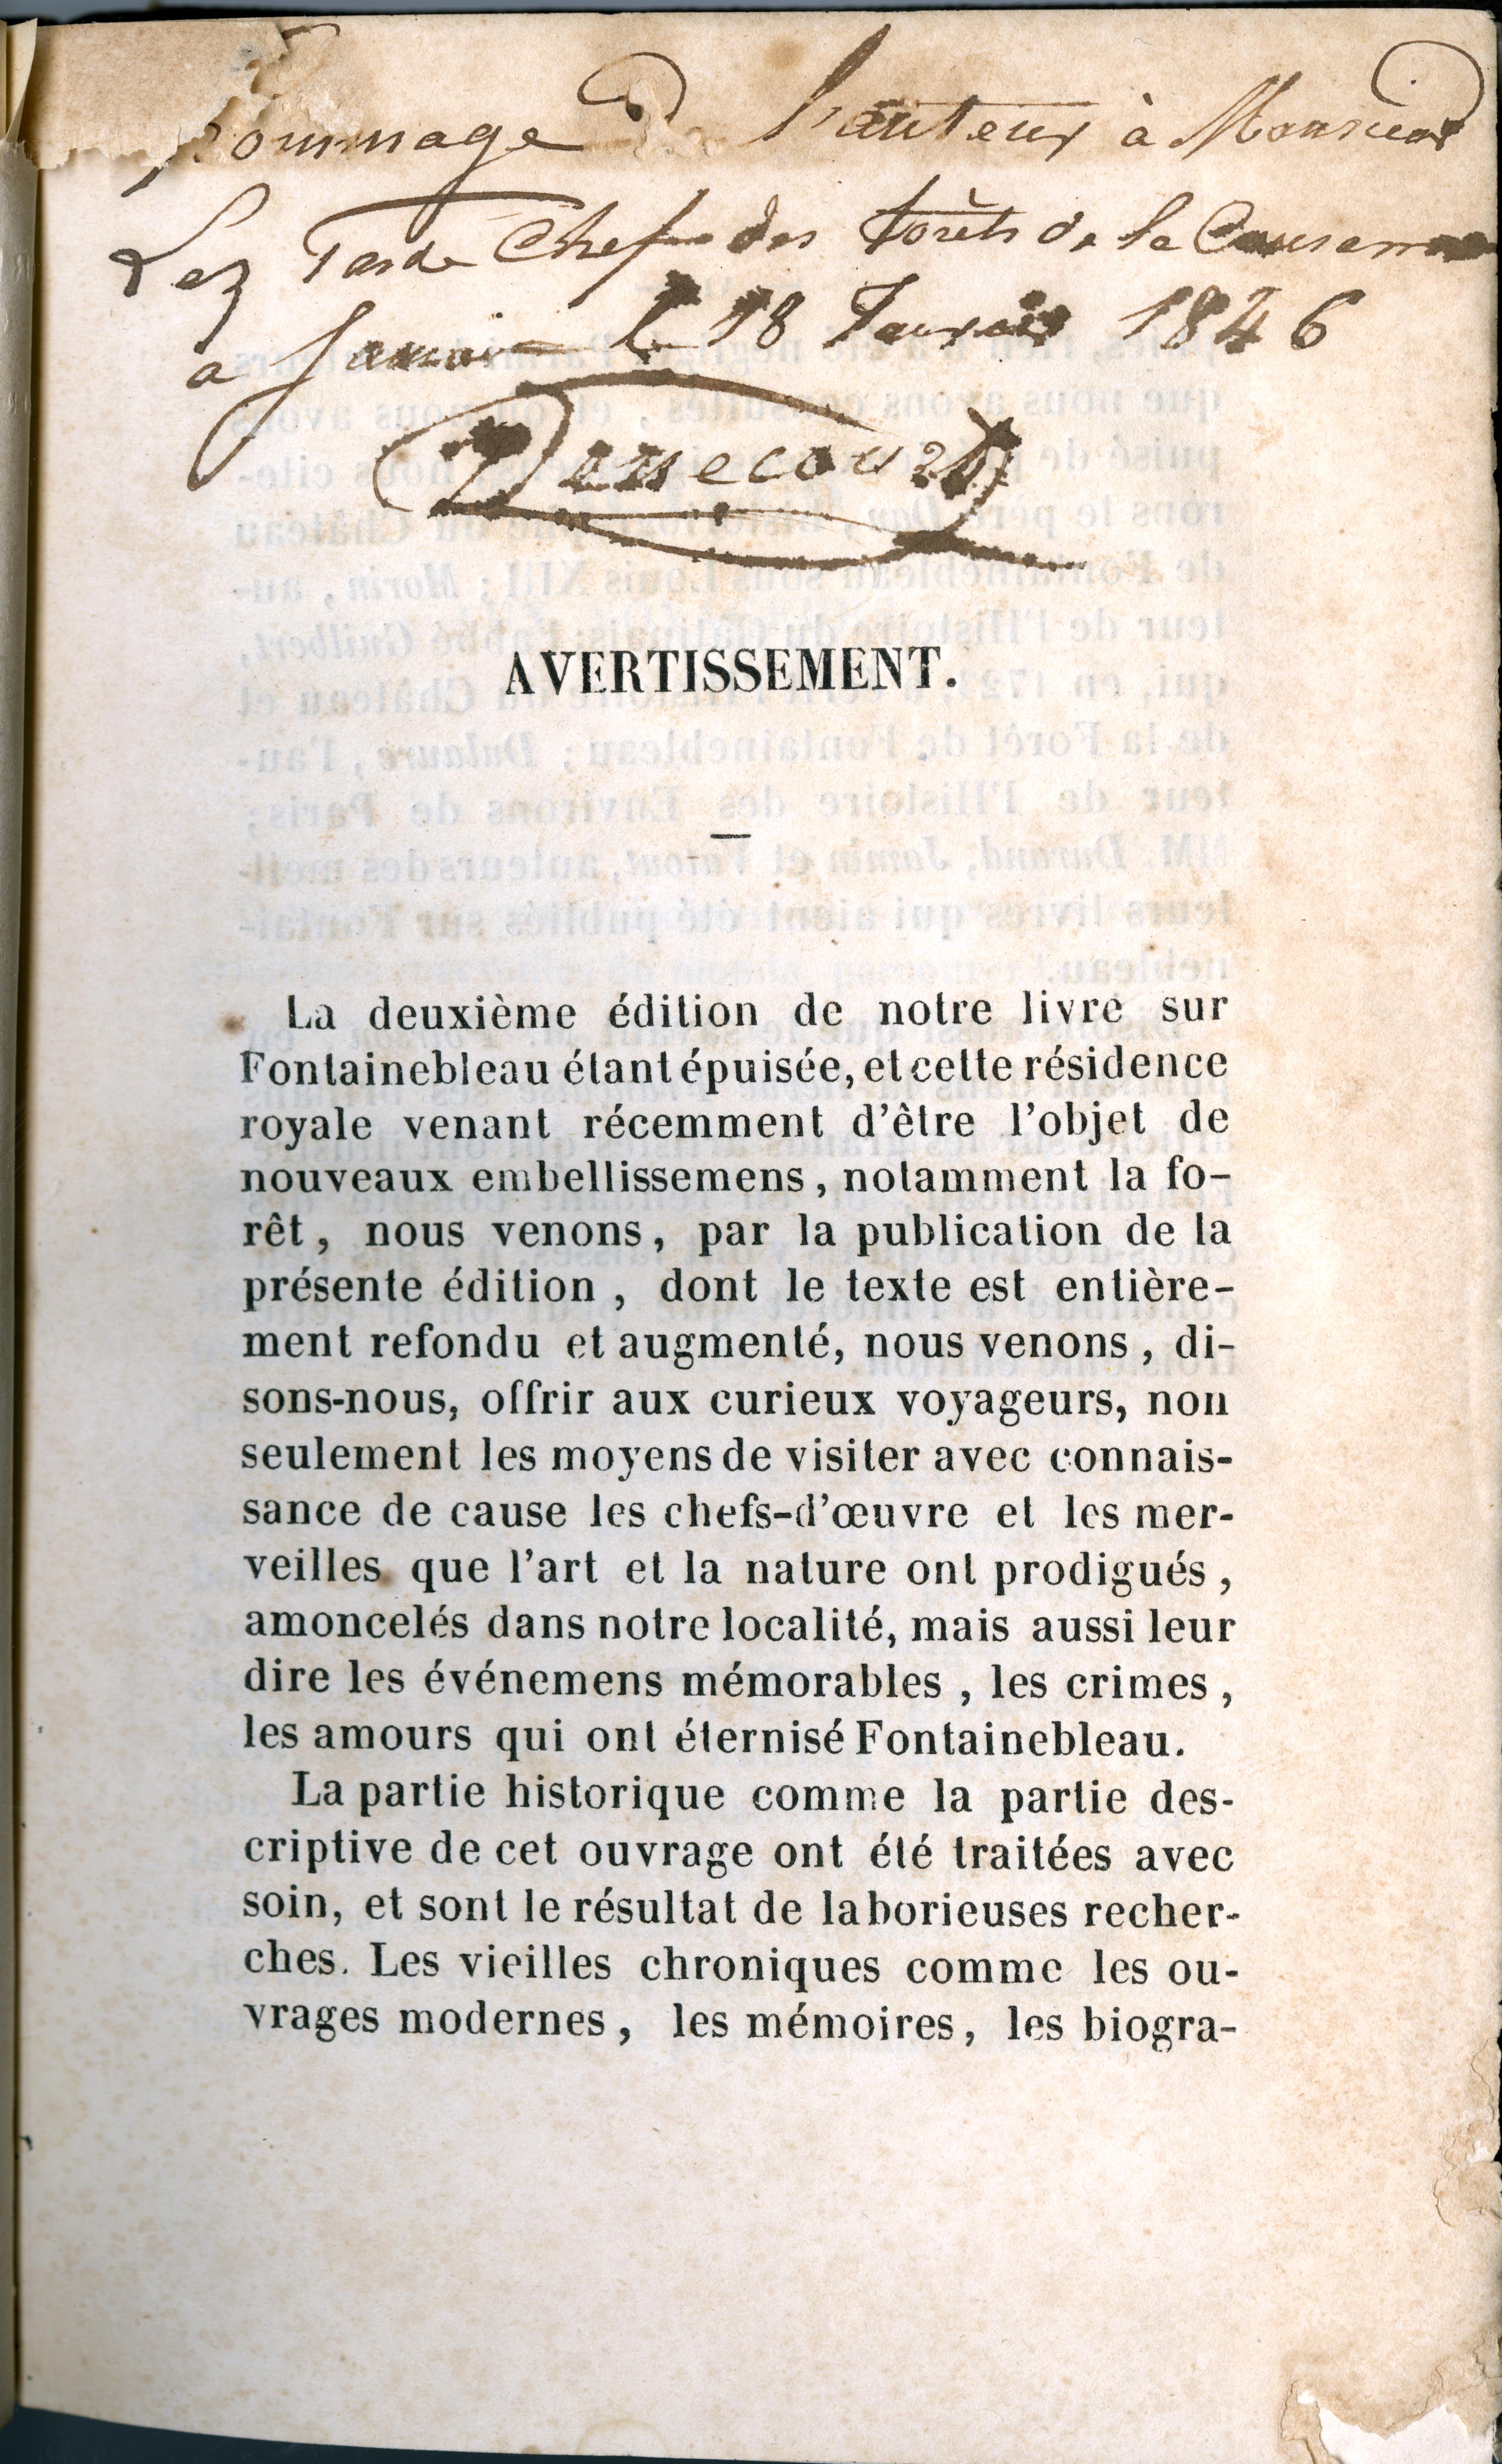 Hommage de l'auteur à Monsieur
Lez Garde Chef des forêts de la Couronne
a
le 18 Janvier 1846
Denecourt
AVERTISSEMENT.
La deuxième édition de notre livre sur
Fontainebleau étant épuisée, et cette résidence
royale venant récemment d'être l'objet de
nouveaux embellissemens, notamment la fo-
rêt, nous venons, par la publication de la
présente édition, dont le texte est entière-
ment refondu et augmenté, nous venons, di-
sons-nous, offrir aux curieux voyageurs, non
seulement les moyens de visiter avec connais-
sance de cause les chefs-d'œuvre et les mer-
veilles que l'art et la nature ont prodigués,
amoncelés dans notre localité, mais aussi leur
dire les événemens mémorables, les crimes,
les amours qui ont éternisé Fontainebleau.
La partie historique comme la partie des-
criptive de cet ouvrage ont été traitées avec
soin, et sont le résultat de laborieuses recher-
ches. Les vieilles chroniques comme les ou-
vrages modernes, les mémoires, les biogra-